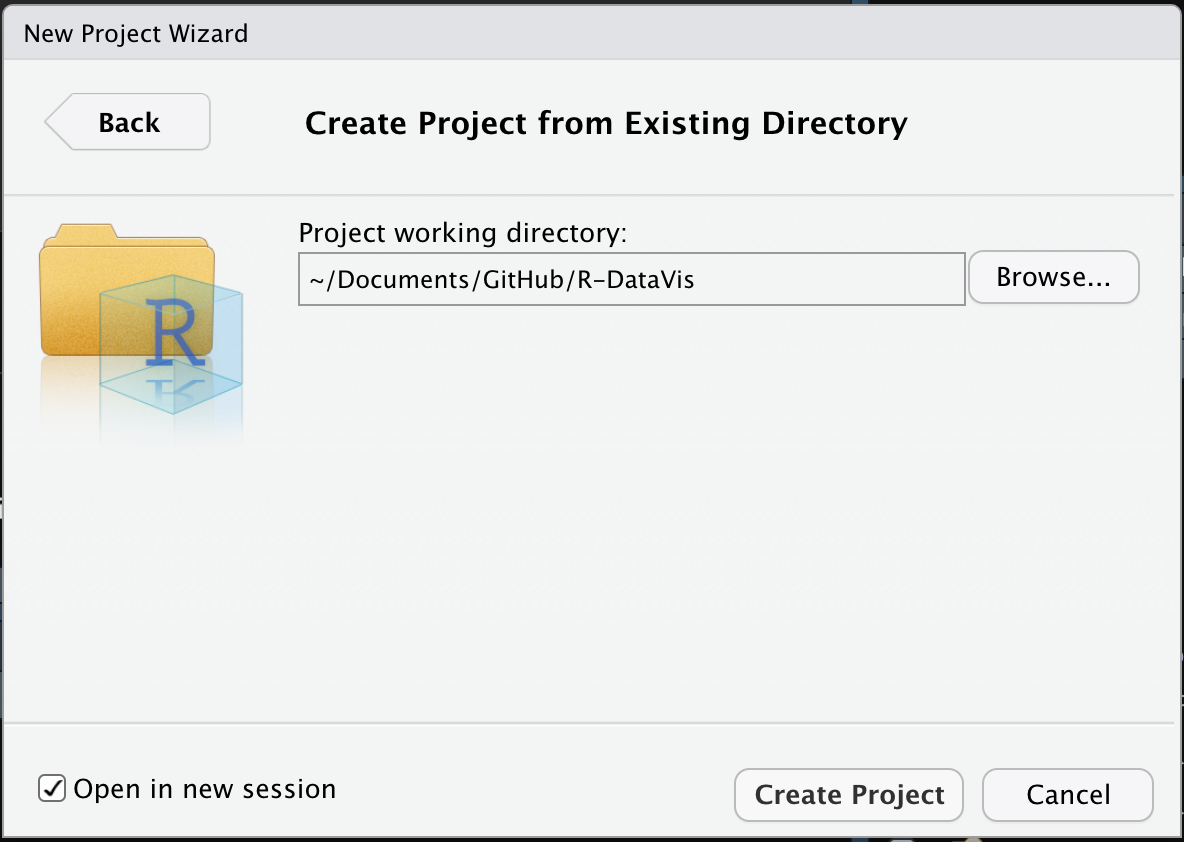 New Project Wizard
Back
Create Project from Existing Directory
Project working directory:
~/Documents/GitHub/R-DataVis
Browse...
R
Open in new session
Create Project
Cancel